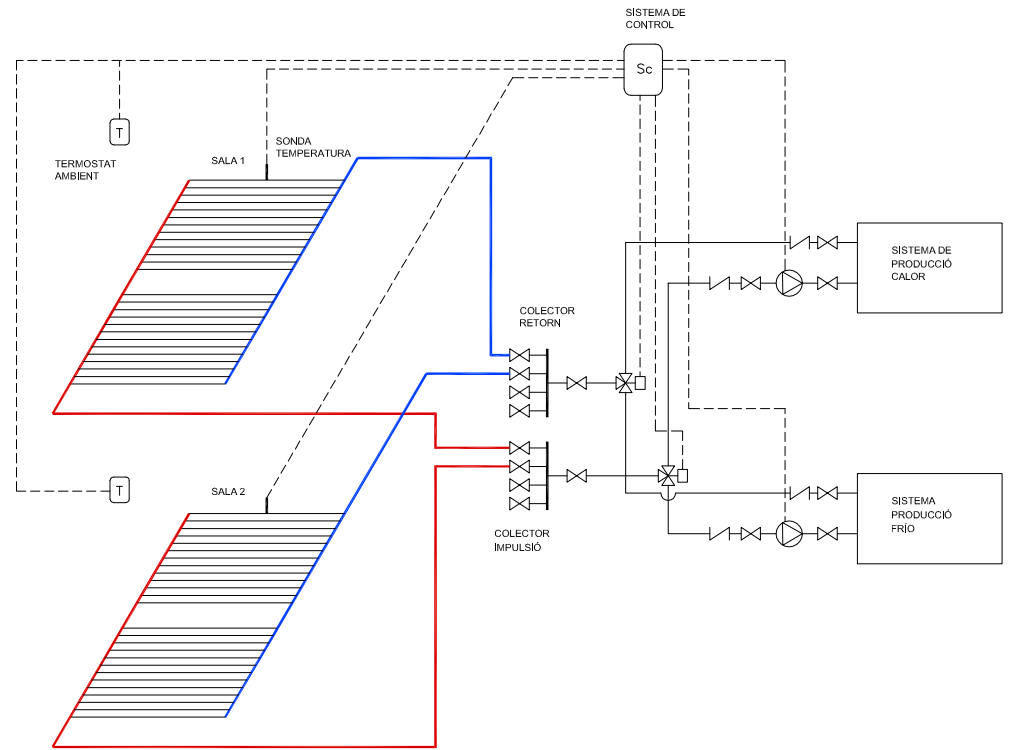 SISTEMA DE
CONTROL
Sc
T
TERMOSTAT
AMBIENT
SALA 1
SONDA
TEMPERATURA
SISTEMA DE
PRODUCCIÓ
CALOR
COLECTOR
RETORN
T
SALA 2
COLECTOR
IMPULSIÓ
SISTEMA
PRODUCCIÓ
FRÍO